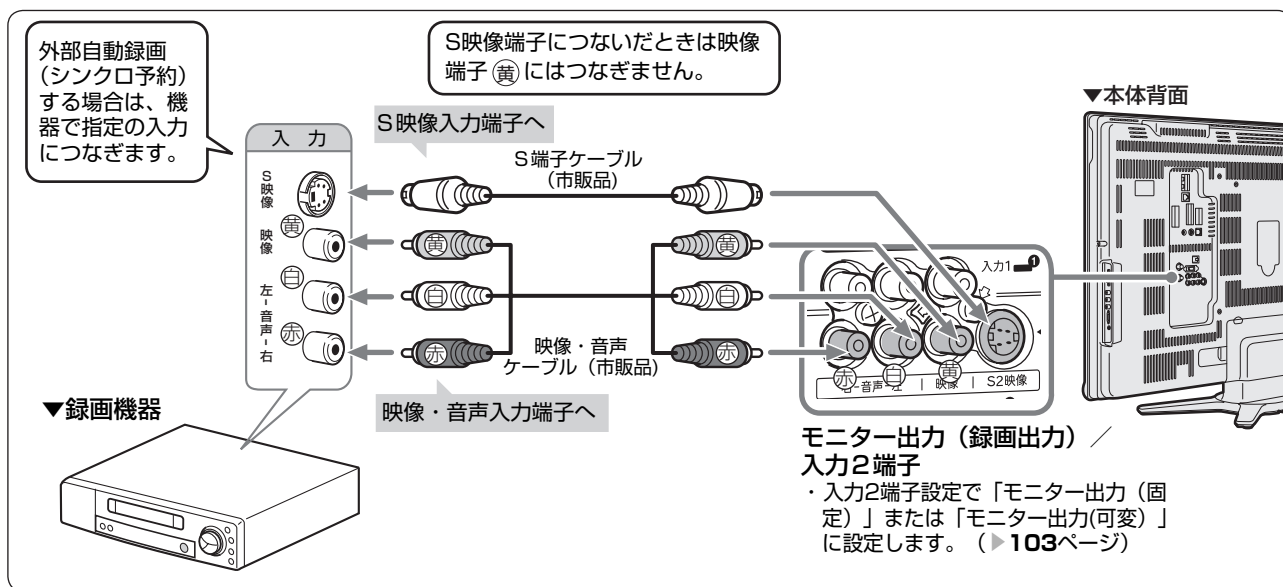 外部自動録画
(シンクロ予約)
する場合は、機
器で指定の入力
につなぎます。
S映像端子につないだときは映像
端子 黄 にはつなぎません。
▼本体背面
入 力
S映像
映像
黄
左-音声-右
白
赤
S映像入力端子へ
S端子ケーブル
(市販品)
黄
黄
白
白
赤
赤
映像・音声
ケーブル(市販品)
映像・音声入力端子へ
▼録画機器
入力1
赤
白
黄
音声-左 | 映像 | S2映像
モニター出力(録画出力)/
入力2端子
・入力2端子設定で「モニター出力(固
定)」または「モニター出力(可変)」
に設定します。(▶103ページ)